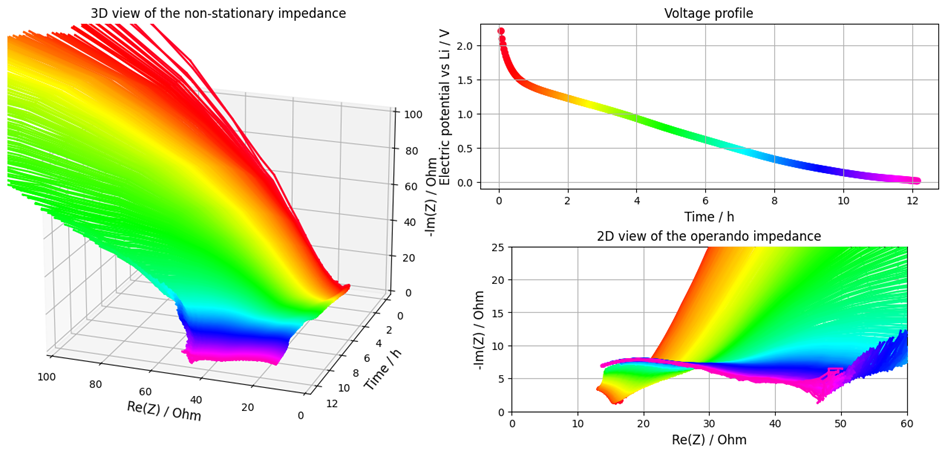 3D view of the non-stationary impedance
100
80
60
40
20
0
-Im(Z) / Ohm
0
2
4
6
8
10
12
Time / h
100
80
60
40
20
0
Re(Z) / Ohm
Voltage profile
2.0
1.5
1.0
0.5
0.0
Electric potential vs Li / V
0 2 4 6 8 10 12
Time / h
2D view of the operando impedance
25
20
15
10
5
0
-Im(Z) / Ohm
0 10 20 30 40 50 60
Re(Z) / Ohm